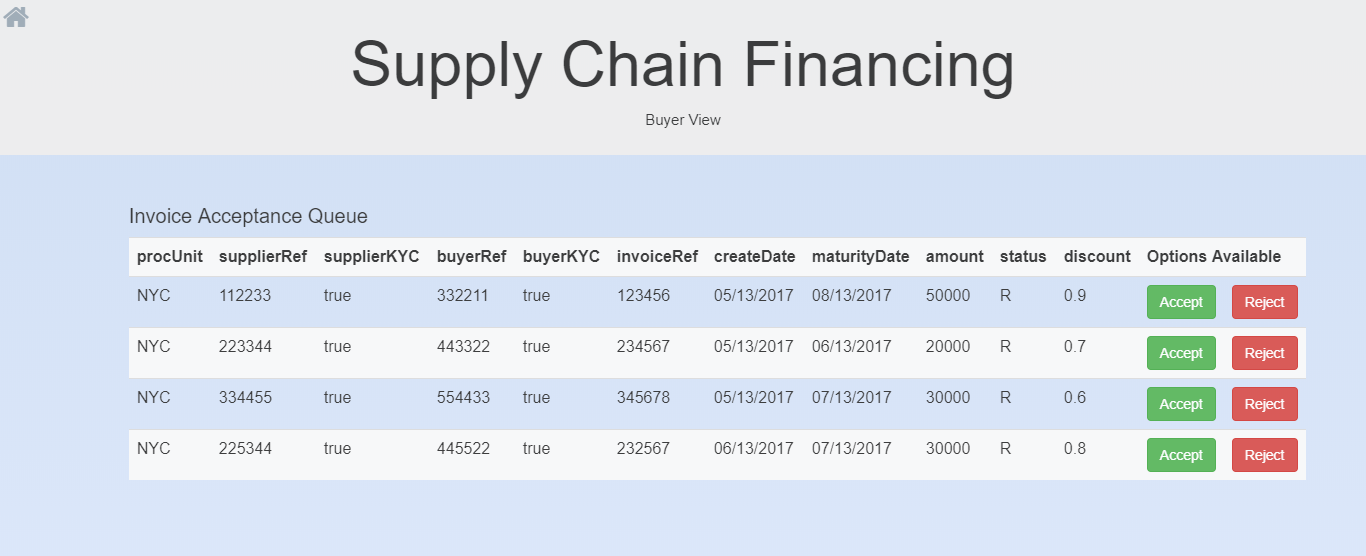 Supply Chain Financing
Buyer View
Invoice Acceptance Queue
procUnit supplierRef supplierKYC buyerRef buyerKYC invoiceRef createDate maturityDate amount status discount Options Available
NYC 112233 true 332211 true 123456 05/13/2017 08/13/2017 50000 R 0.9 Accept Reject
NYC 223344 true 443322 true 234567 05/13/2017 06/13/2017 20000 R 0.7 Accept Reject
NYC 334455 true 554433 true 345678 05/13/2017 07/13/2017 30000 R 0.6 Accept Reject
NYC 225344 true 445522 true 232567 06/13/2017 07/13/2017 30000 R 0.8 Accept Reject